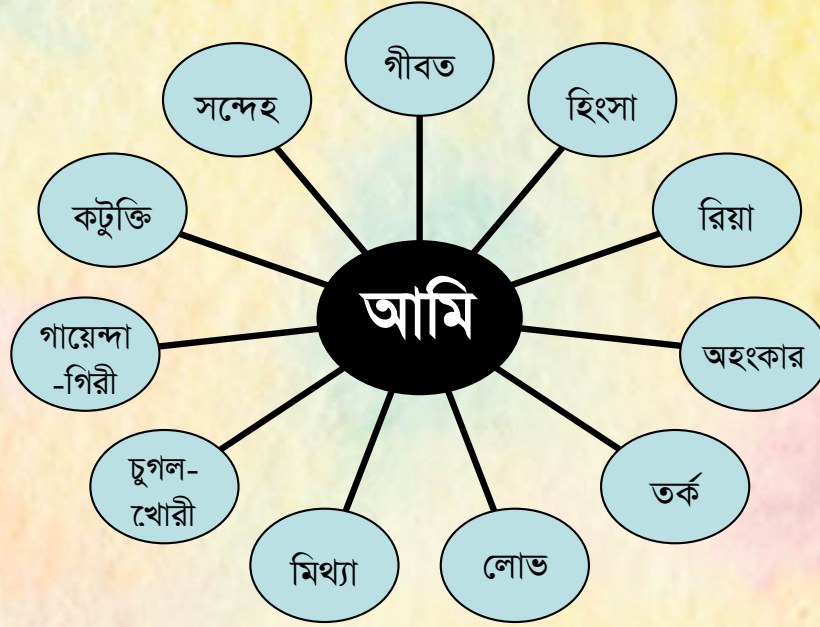 গীবত
হিংসা
রিয়া
অহংকার
তর্ক
লোভ
মিথ্যা
চুগল-
খোরী
গায়েন্দা
-গিরী
কটুক্তি
সন্দেহ
আমি